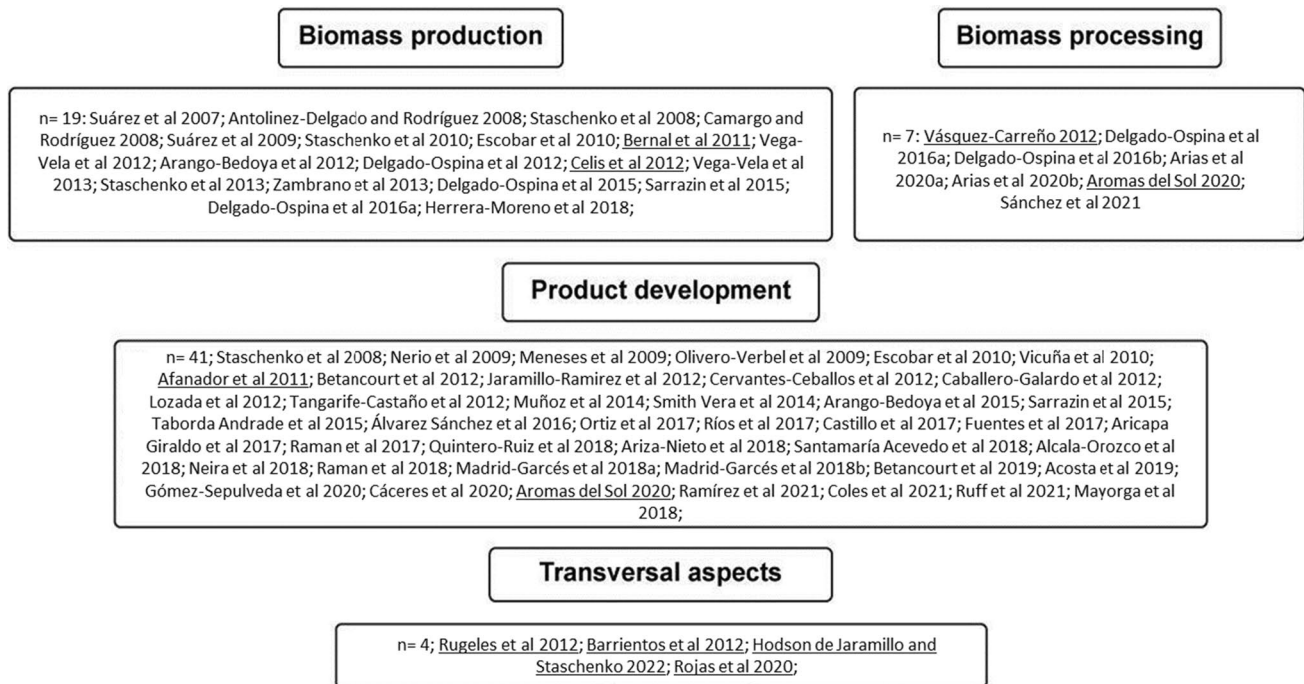 Biomass production
Biomass processing
n= 19: Suárez et al 2007; Antolinez-Delgado and Rodríguez 2008; Staschenko et al 2008; Camargo and
Rodríguez 2008; Suárez et al 2009; Staschenko et al 2010; Escobar et al 2010; Bernal et al 2011; Vega-
Vela et al 2012; Arango-Bedoya et al 2012; Delgado-Ospina et al 2012; Celis et al 2012; Vega-Vela et al
2013; Staschenko et al 2013; Zambrano et al 2013; Delgado-Ospina et al 2015; Sarrazin et al 2015;
Delgado-Ospina et al 2016a; Herrera-Moreno et al 2018;
n= 7: Vásquez-Carreño 2012; Delgado-Ospina et al
2016a; Delgado-Ospina et al 2016b; Arias et al
2020a; Arias et al 2020b; Aromas del Sol 2020;
Sánchez et al 2021
Product development
n= 41; Staschenko et al 2008; Nerio et al 2009; Meneses et al 2009; Olivero-Verbel et al 2009; Escobar et al 2010; Vicuña et al 2010;
Afanador et al 2011; Betancourt et al 2012; Jaramillo-Ramirez et al 2012; Cervantes-Ceballos et al 2012; Caballero-Galardo et al 2012;
Lozada et al 2012; Tangarife-Castaño et al 2012; Muñoz et al 2014; Smith Vera et al 2014; Arango-Bedoya et al 2015; Sarrazin et al 2015;
Taborda Andrade et al 2015; Álvarez Sánchez et al 2016; Ortiz et al 2017; Ríos et al 2017; Castillo et al 2017; Fuentes et al 2017; Aricapa
Giraldo et al 2017; Raman et al 2017; Quintero-Ruiz et al 2018; Ariza-Nieto et al 2018; Santamaría Acevedo et al 2018; Alcala-Orozco et al
2018; Neira et al 2018; Raman et al 2018; Madrid-Garcés et al 2018a; Madrid-Garcés et al 2018b; Betancourt et al 2019; Acosta et al 2019;
Gómez-Sepulveda et al 2020; Cáceres et al 2020; Aromas del Sol 2020; Ramírez et al 2021; Coles et al 2021; Ruff et al 2021; Mayorga et al
2018;
Transversal aspects
n= 4; Rugeles et al 2012; Barrientos et al 2012; Hodson de Jaramillo and
Staschenko 2022; Rojas et al 2020;